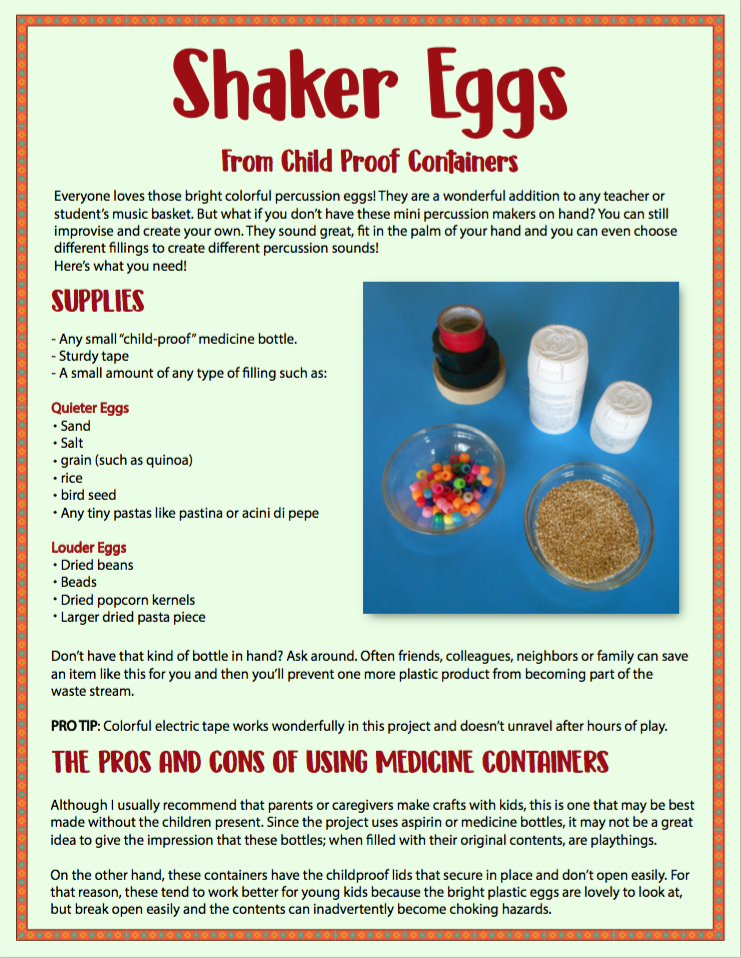 Shaker Eggs
From Child Proof Containers
Everyone loves those bright colorful percussion eggs! They are a wonderful addition to any teacher or
student's music basket. But what if you don't have these mini percussion makers on hand? You can still
improvise and create your own. They sound great, fit in the palm of your hand and you can even choose
different fillings to create different percussion sounds!
Here's what you need!
SUPPLIES
- Any small "child-proof" medicine bottle.
- Sturdy tape
- A small amount of any type of filling such as:
Quieter Eggs
• Sand
• Salt
• grain (such as quinoa)
• rice
• bird seed
• Any tiny pastas like pastina or acini di pepe
Louder Eggs
• Dried beans
• Beads
• Dried popcorn kernels
• Larger dried pasta piece
Don't have that kind of bottle in hand? Ask around. Often friends, colleagues, neighbors or family can save
an item like this for you and then you'll prevent one more plastic product from becoming part of the
waste stream.
PRO TIP: Colorful electric tape works wonderfully in this project and doesn't unravel after hours of play.
THE PROS AND CONS OF USING MEDICINE CONTAINERS
Although I usually recommend that parents or caregivers make crafts with kids, this is one that may be best
made without the children present. Since the project uses aspirin or medicine bottles, it may not be a great
idea to give the impression that these bottles; when filled with their original contents, are playthings.
On the other hand, these containers have the childproof lids that secure in place and don't open easily. For
that reason, these tend to work better for young kids because the bright plastic eggs are lovely to look at,
but break open easily and the contents can inadvertently become choking hazards.